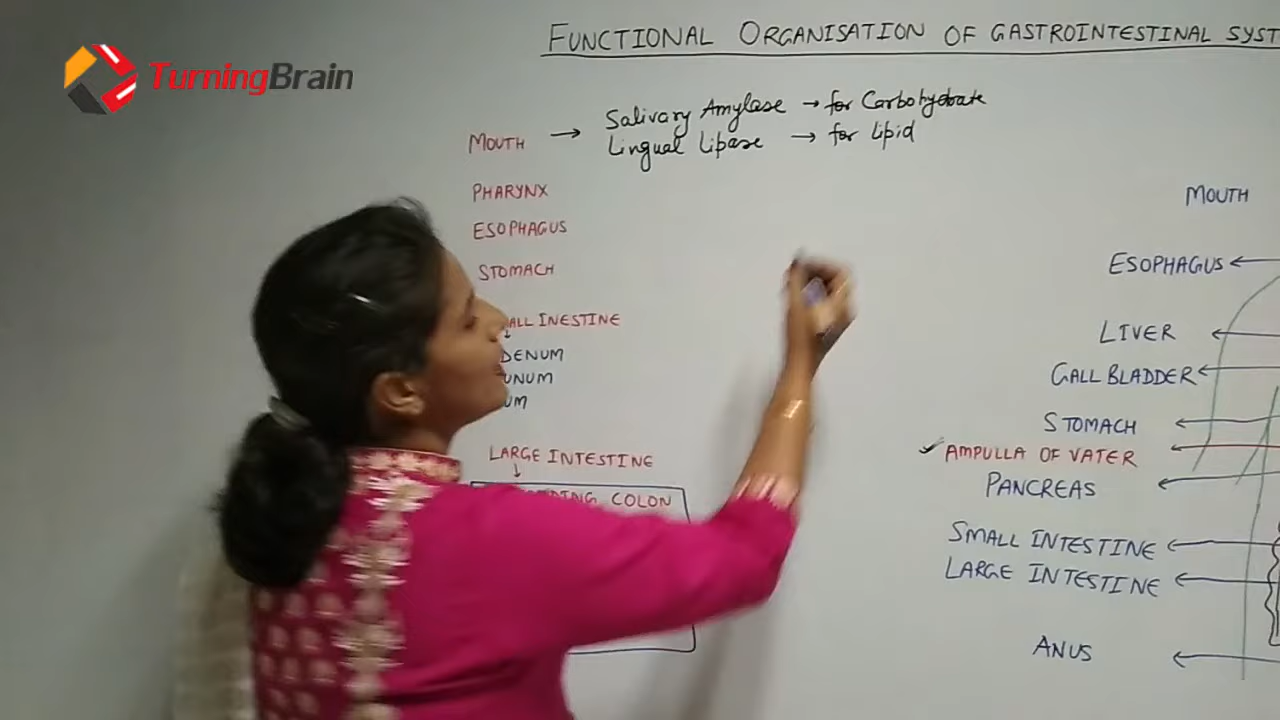 TurningBrain
FUNCTIONAL ORGANISATION OF GASTROINTESTINAL SYST
MOUTH → Salivary Amylase → for Carbohydrate
Lingual Lipase → for Lipid
PHARYNX
ESOPHAGUS
STOMACH
ALL INESTINE
DENUM
UNUM
UM
LARGE INTESTINE
DING COLON
MOUTH
ESOPHAGUS
LIVER
GALL BLADDER
STOMACH
AMPULLA OF VATER
PANCREAS
SMALL INTESTINE
LARGE INTESTINE
ANUS